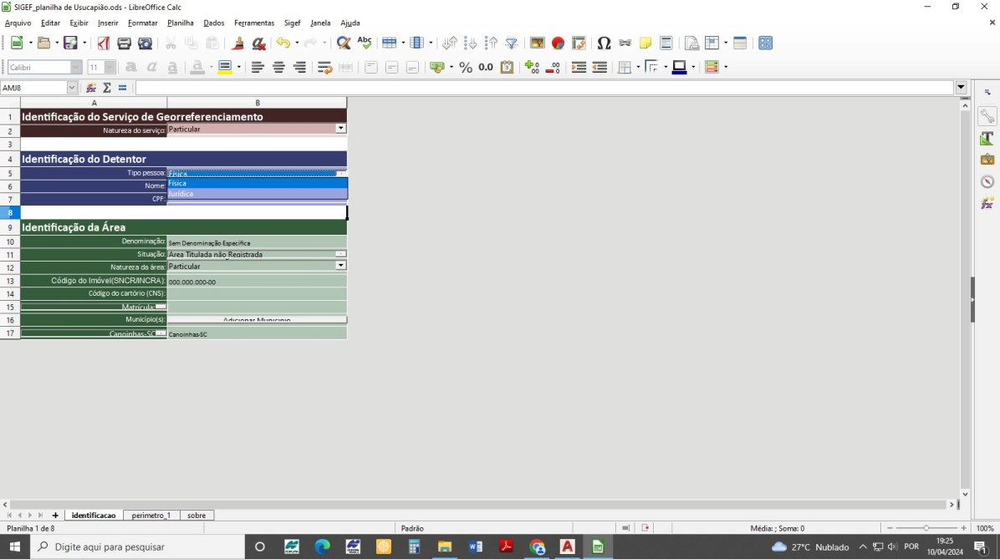 SIGEF_planilha de Usucapião.ods - LibreOffice Calc
Arquivo Editar Exibir Inserir Formatar Planilha Dados Ferramentas Sigef Janela Ajuda
Calibri 11
AMJ8
A B
1 Identificação do Serviço de Georreferenciamento
2 Natureza do serviço: Particular
3
4 Identificação do Detentor
5 Tipo pessoa: Física
6 Nome: Física
Jurídica
7 CPF:
8
9 Identificação da Área
10 Denominação: Sem Denominação Especifica
11 Situação: Área Titulada não Registrada
12 Natureza da área: Particular
13 Código do Imóvel(SNCR/INCRA): 000.000.000-00
14 Código do cartório (CNS):
15 Matrícula:
16 Município(s): Adicionar Município
17 Canoinhas-SC Canoinhas-SC
identificacao perimetro_1 sobre
Planilha 1 de 8 Padrão Média: ; Soma: 0 100%
Digite aqui para pesquisar
27°C Nublado POR 19:25
10/04/2024